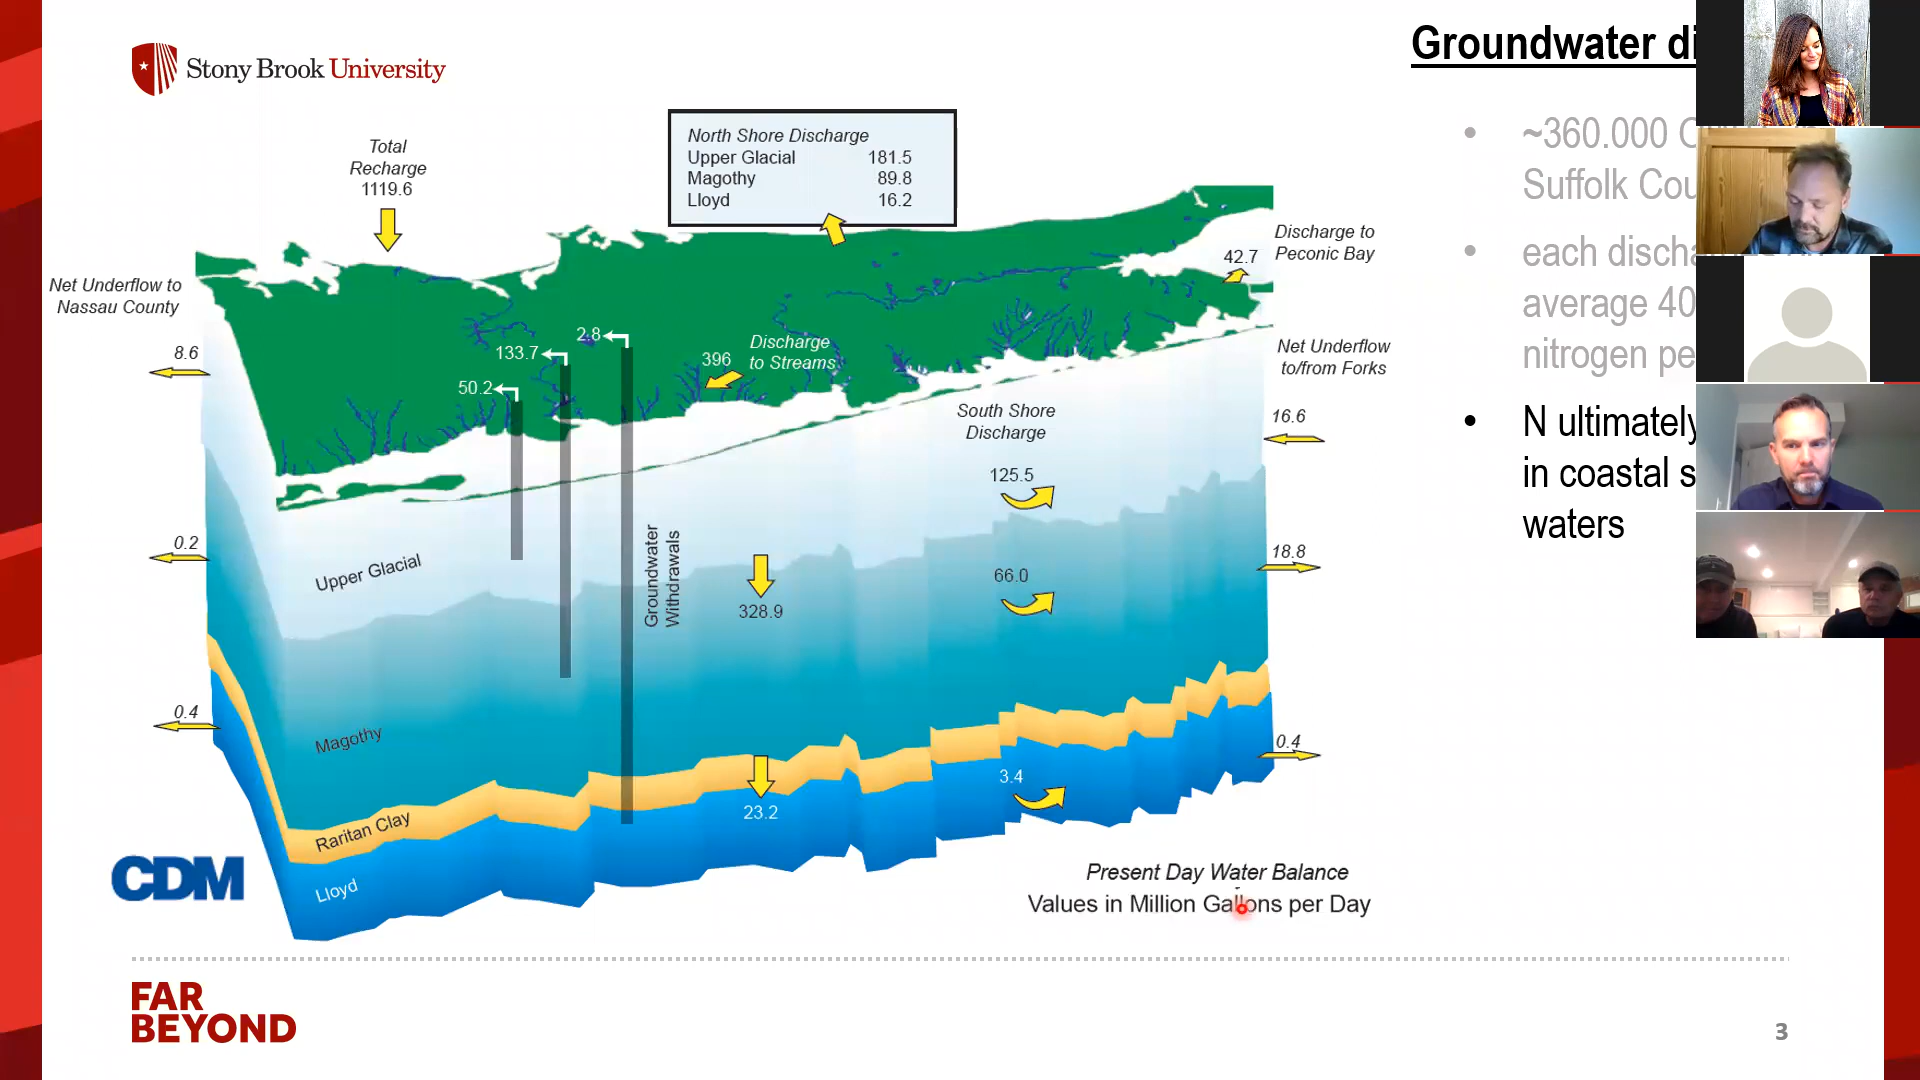 Stony Brook University
Groundwater di
~360.000
Suffolk Cou
each discha
average 40
nitrogen pe
N ultimately
in coastal s
waters
Total
Recharge
1119.6
North Shore Discharge
Upper Glacial 181.5
Magothy 89.8
Lloyd 16.2
Discharge to
Peconic Bay
42.7
Net Underflow to
Nassau County
8.6
0.2
0.4
2.8
133.7
50.2
396
Discharge
to Streams
Net Underflow
to/from Forks
16.6
18.8
0.4
South Shore
Discharge
125.5
66.0
3.4
Groundwater
Withdrawals
328.9
23.2
Upper Glacial
Magothy
Raritan Clay
Lloyd
CDM
Present Day Water Balance
Values in Million Gallons per Day
FAR
BEYOND
3